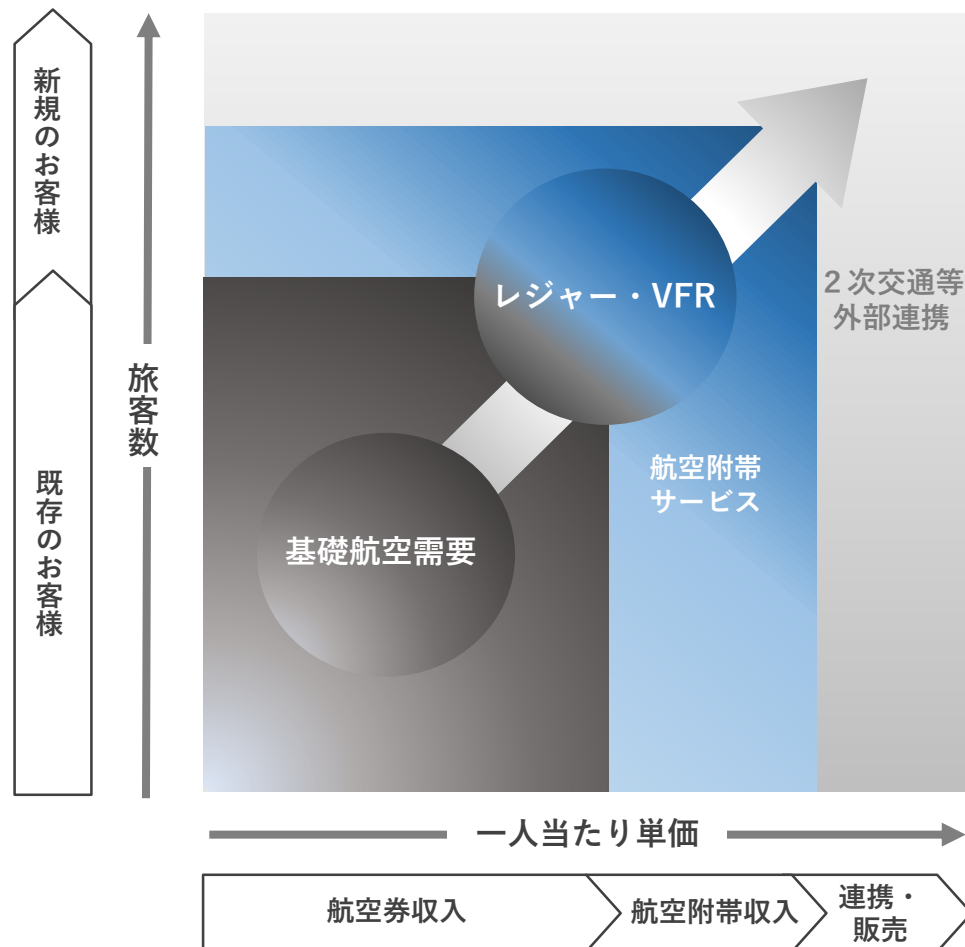 新規のお客様
既存のお客様
旅客数
レジャー・VFR
基礎航空需要
航空附帯
サービス
２次交通等
外部連携
一人当たり単価
航空券収入
航空附帯収入
連携・
販売